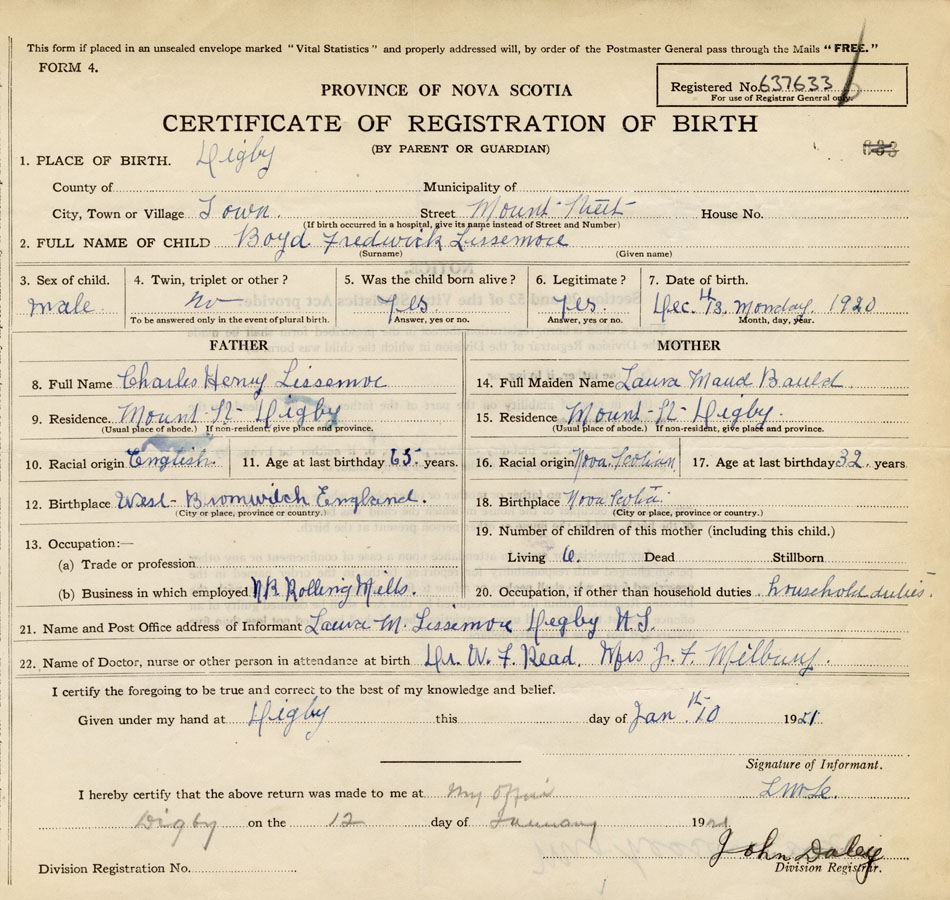 This form if placed in an unsealed envelope marked "Vital Statistics" and properly addressed will, by order of the Postmaster General pass through the Mails "FREE."
FORM 4.
Registered No. 637633
For use of Registrar General only.
PROVINCE OF NOVA SCOTIA
CERTIFICATE OF REGISTRATION OF BIRTH
(BY PARENT OR GUARDIAN)
1. PLACE OF BIRTH. Digby
County of Municipality of
City, Town or Village Town. Street Mount Street House No.
(If birth occurred in a hospital, give its name instead of Street and Number)
2. FULL NAME OF CHILD Boyd Fredrick Lissemore
(Surname) (Given name)
3. Sex of child. 4. Twin, triplet or other? 5. Was the child born alive? 6. Legitimate? 7. Date of birth.
male no yes. yes. Dec. 13th Monday. 1920
To be answered only in the event of plural birth. Answer, yes or no. Answer, yes or no. Month, day, year.
FATHER MOTHER
8. Full Name Charles Henry Lissemore 14. Full Maiden Name Laura Maud Bauld
9. Residence. Mount St Digby 15. Residence Mount St Digby.
(Usual place of abode.) If non-resident, give place and province. (Usual place of abode.) If non-resident, give place and province.
10. Racial origin English. 11. Age at last birthday 65. years. 16. Racial origin Nova Scotian 17. Age at last birthday 32. years
12. Birthplace West-Bromwitch England. 18. Birthplace Nova Scotia.
(City or place, province or country.) (City or place, province or country.)
13. Occupation:— 19. Number of children of this mother (including this child.)
(a) Trade or profession Living 6. Dead Stillborn
(b) Business in which employed N.B. Rolling Mills. 20. Occupation, if other than household duties household duties.
21. Name and Post Office address of Informant Laura M. Lissemore Digby N.S.
22. Name of Doctor, nurse or other person in attendance at birth Dr. W. F. Read. Mrs J. F. Milbury.
I certify the foregoing to be true and correct to the best of my knowledge and belief.
Given under my hand at Digby this day of Jan. 10th 1921
Signature of Informant.
I hereby certify that the above return was made to me at my office
Digby on the 12 day of January 1921
John Daley
Division Registration No. Division Registrar.